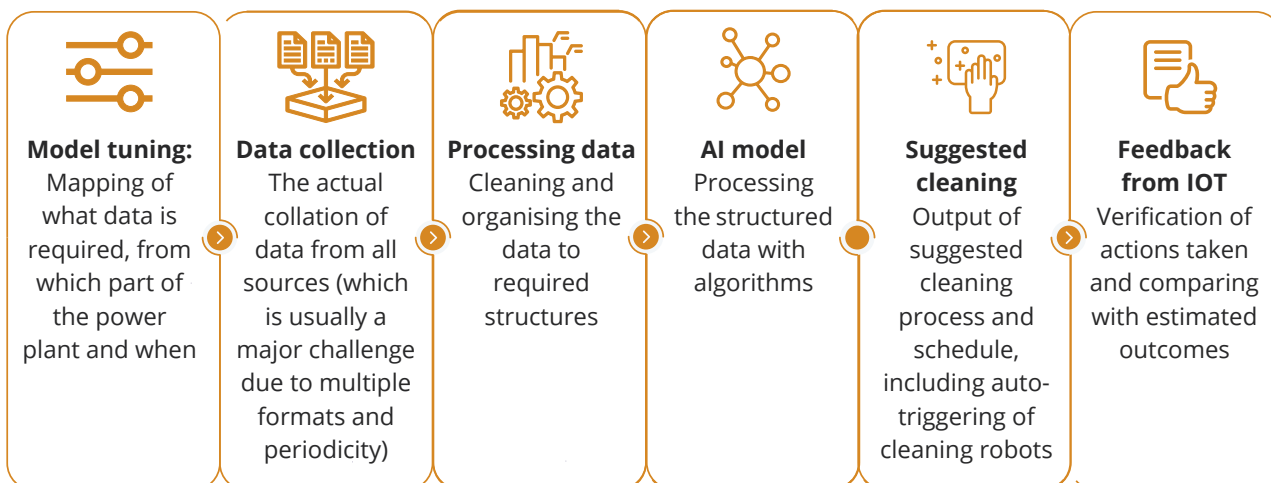 Model tuning:
Mapping of
what data is
required, from
which part of
the power
plant and when
Data collection
The actual
collation of
data from all
sources (which
is usually a
major challenge
due to multiple
formats and
periodicity)
Processing data
Cleaning and
organising the
data to
required
structures
AI model
Processing
the structured
data with
algorithms
Suggested
cleaning
Output of
suggested
cleaning
process and
schedule,
including auto-
triggering of
cleaning robots
Feedback
from IOT
Verification of
actions taken
and comparing
with estimated
outcomes